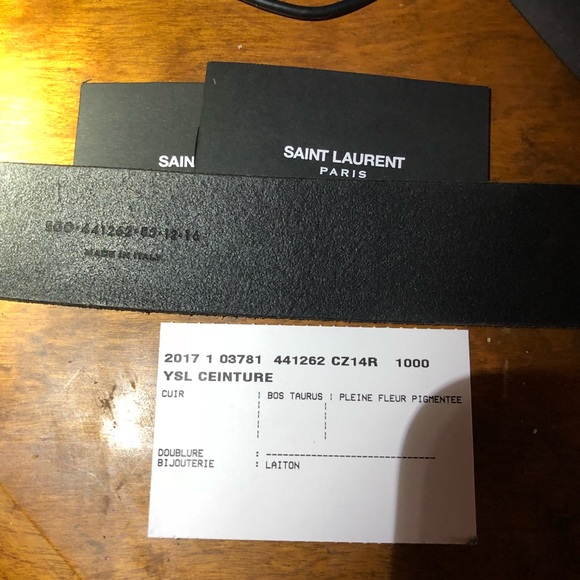 SAIN
SAINT LAURENT
PARIS
MADE IN ITALY
2017 1 03781 441262 CZ14R 1000
YSL CEINTURE
CUIR | BOS TAURUS | PLEINE FLEUR PIGMENTEE
DOUBLURE : ------------------------------
BIJOUTERIE : LAITON